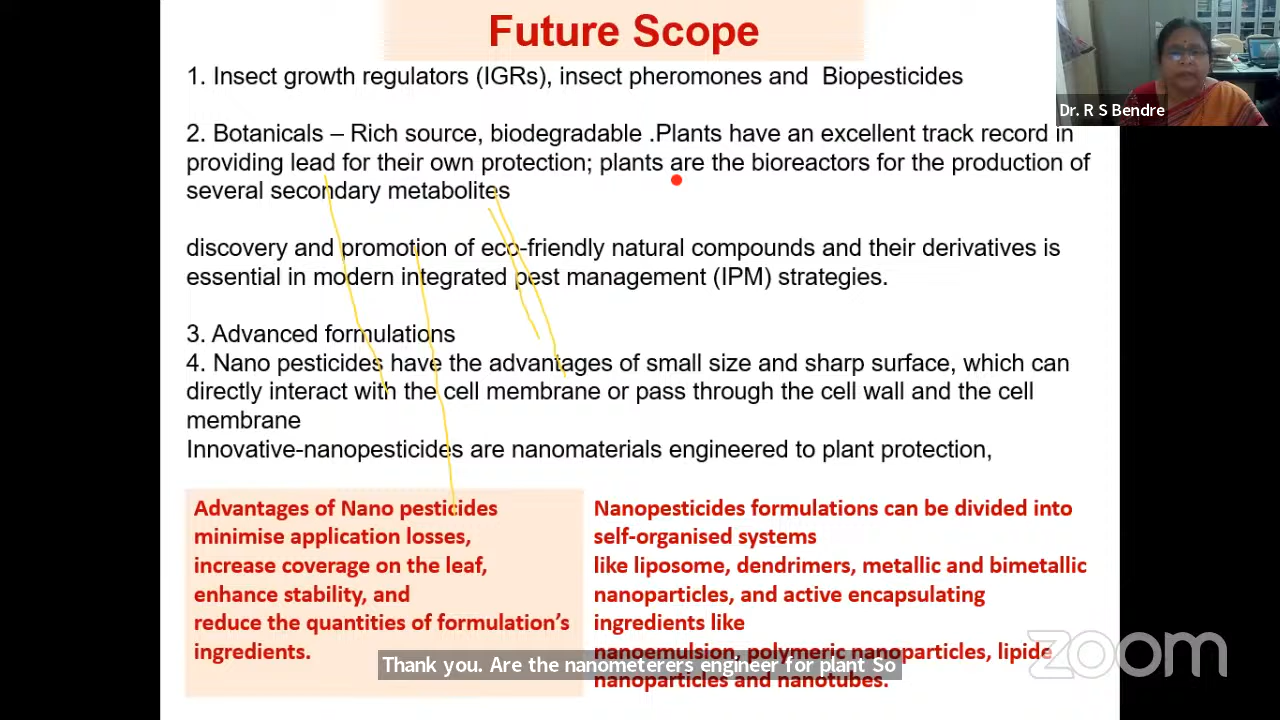 Future Scope
1. Insect growth regulators (IGRs), insect pheromones and Biopesticides
Dr. R S Bendre
2. Botanicals – Rich source, biodegradable .Plants have an excellent track record in
providing lead for their own protection; plants are the bioreactors for the production of
several secondary metabolites
discovery and promotion of eco-friendly natural compounds and their derivatives is
essential in modern integrated pest management (IPM) strategies.
3. Advanced formulations
4. Nano pesticides have the advantages of small size and sharp surface, which can
directly interact with the cell membrane or pass through the cell wall and the cell
membrane
Innovative-nanopesticides are nanomaterials engineered to plant protection,
Advantages of Nano pesticides
minimise application losses,
increase coverage on the leaf,
enhance stability, and
reduce the quantities of formulation's
ingredients.
Nanopesticides formulations can be divided into
self-organised systems
like liposome, dendrimers, metallic and bimetallic
nanoparticles, and active encapsulating
ingredients like
nanoemulsion, polymeric nanoparticles, lipide
nanoparticles and nanotubes.
Thank you. Are the nanometerers engineer for plant So
zoom